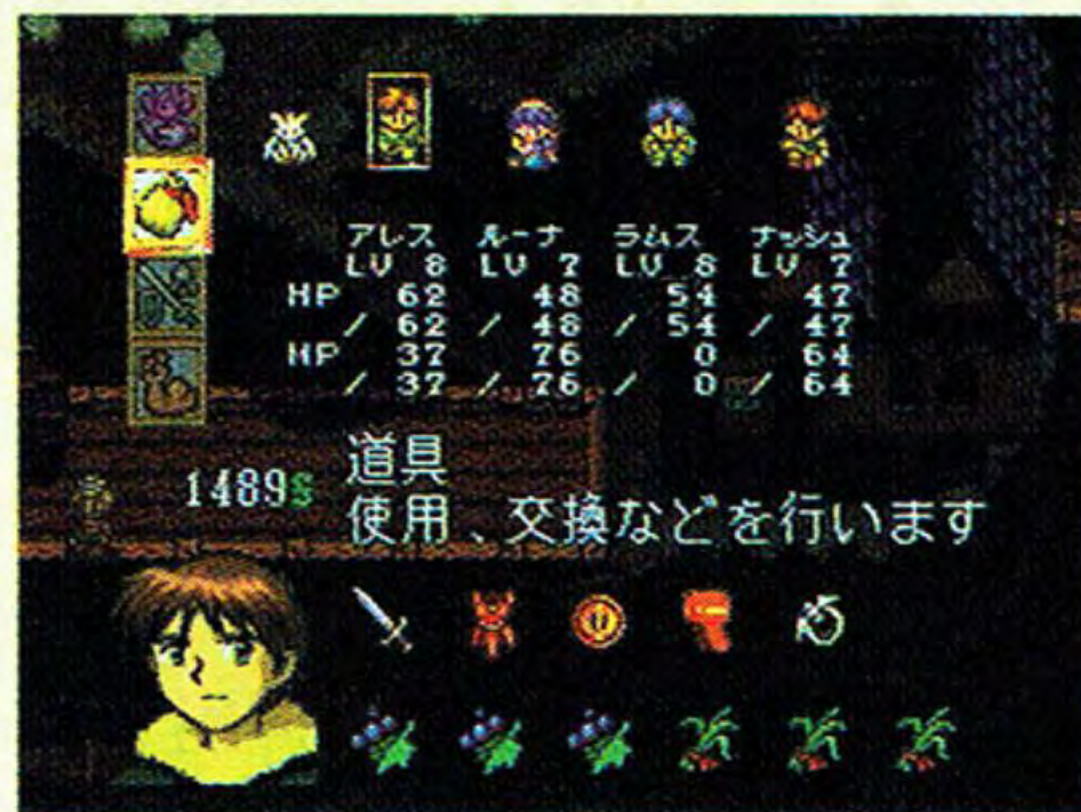 アレス ルーナ ラムス ナッシュ
LV 8 LV 7 LV 8 LV 7
HP 62 48 54 47
/ 62 / 48 / 54 / 47
HP 37 76 0 64
/ 37 / 76 / 0 / 64
道具
1489S
使用、交換などを行います